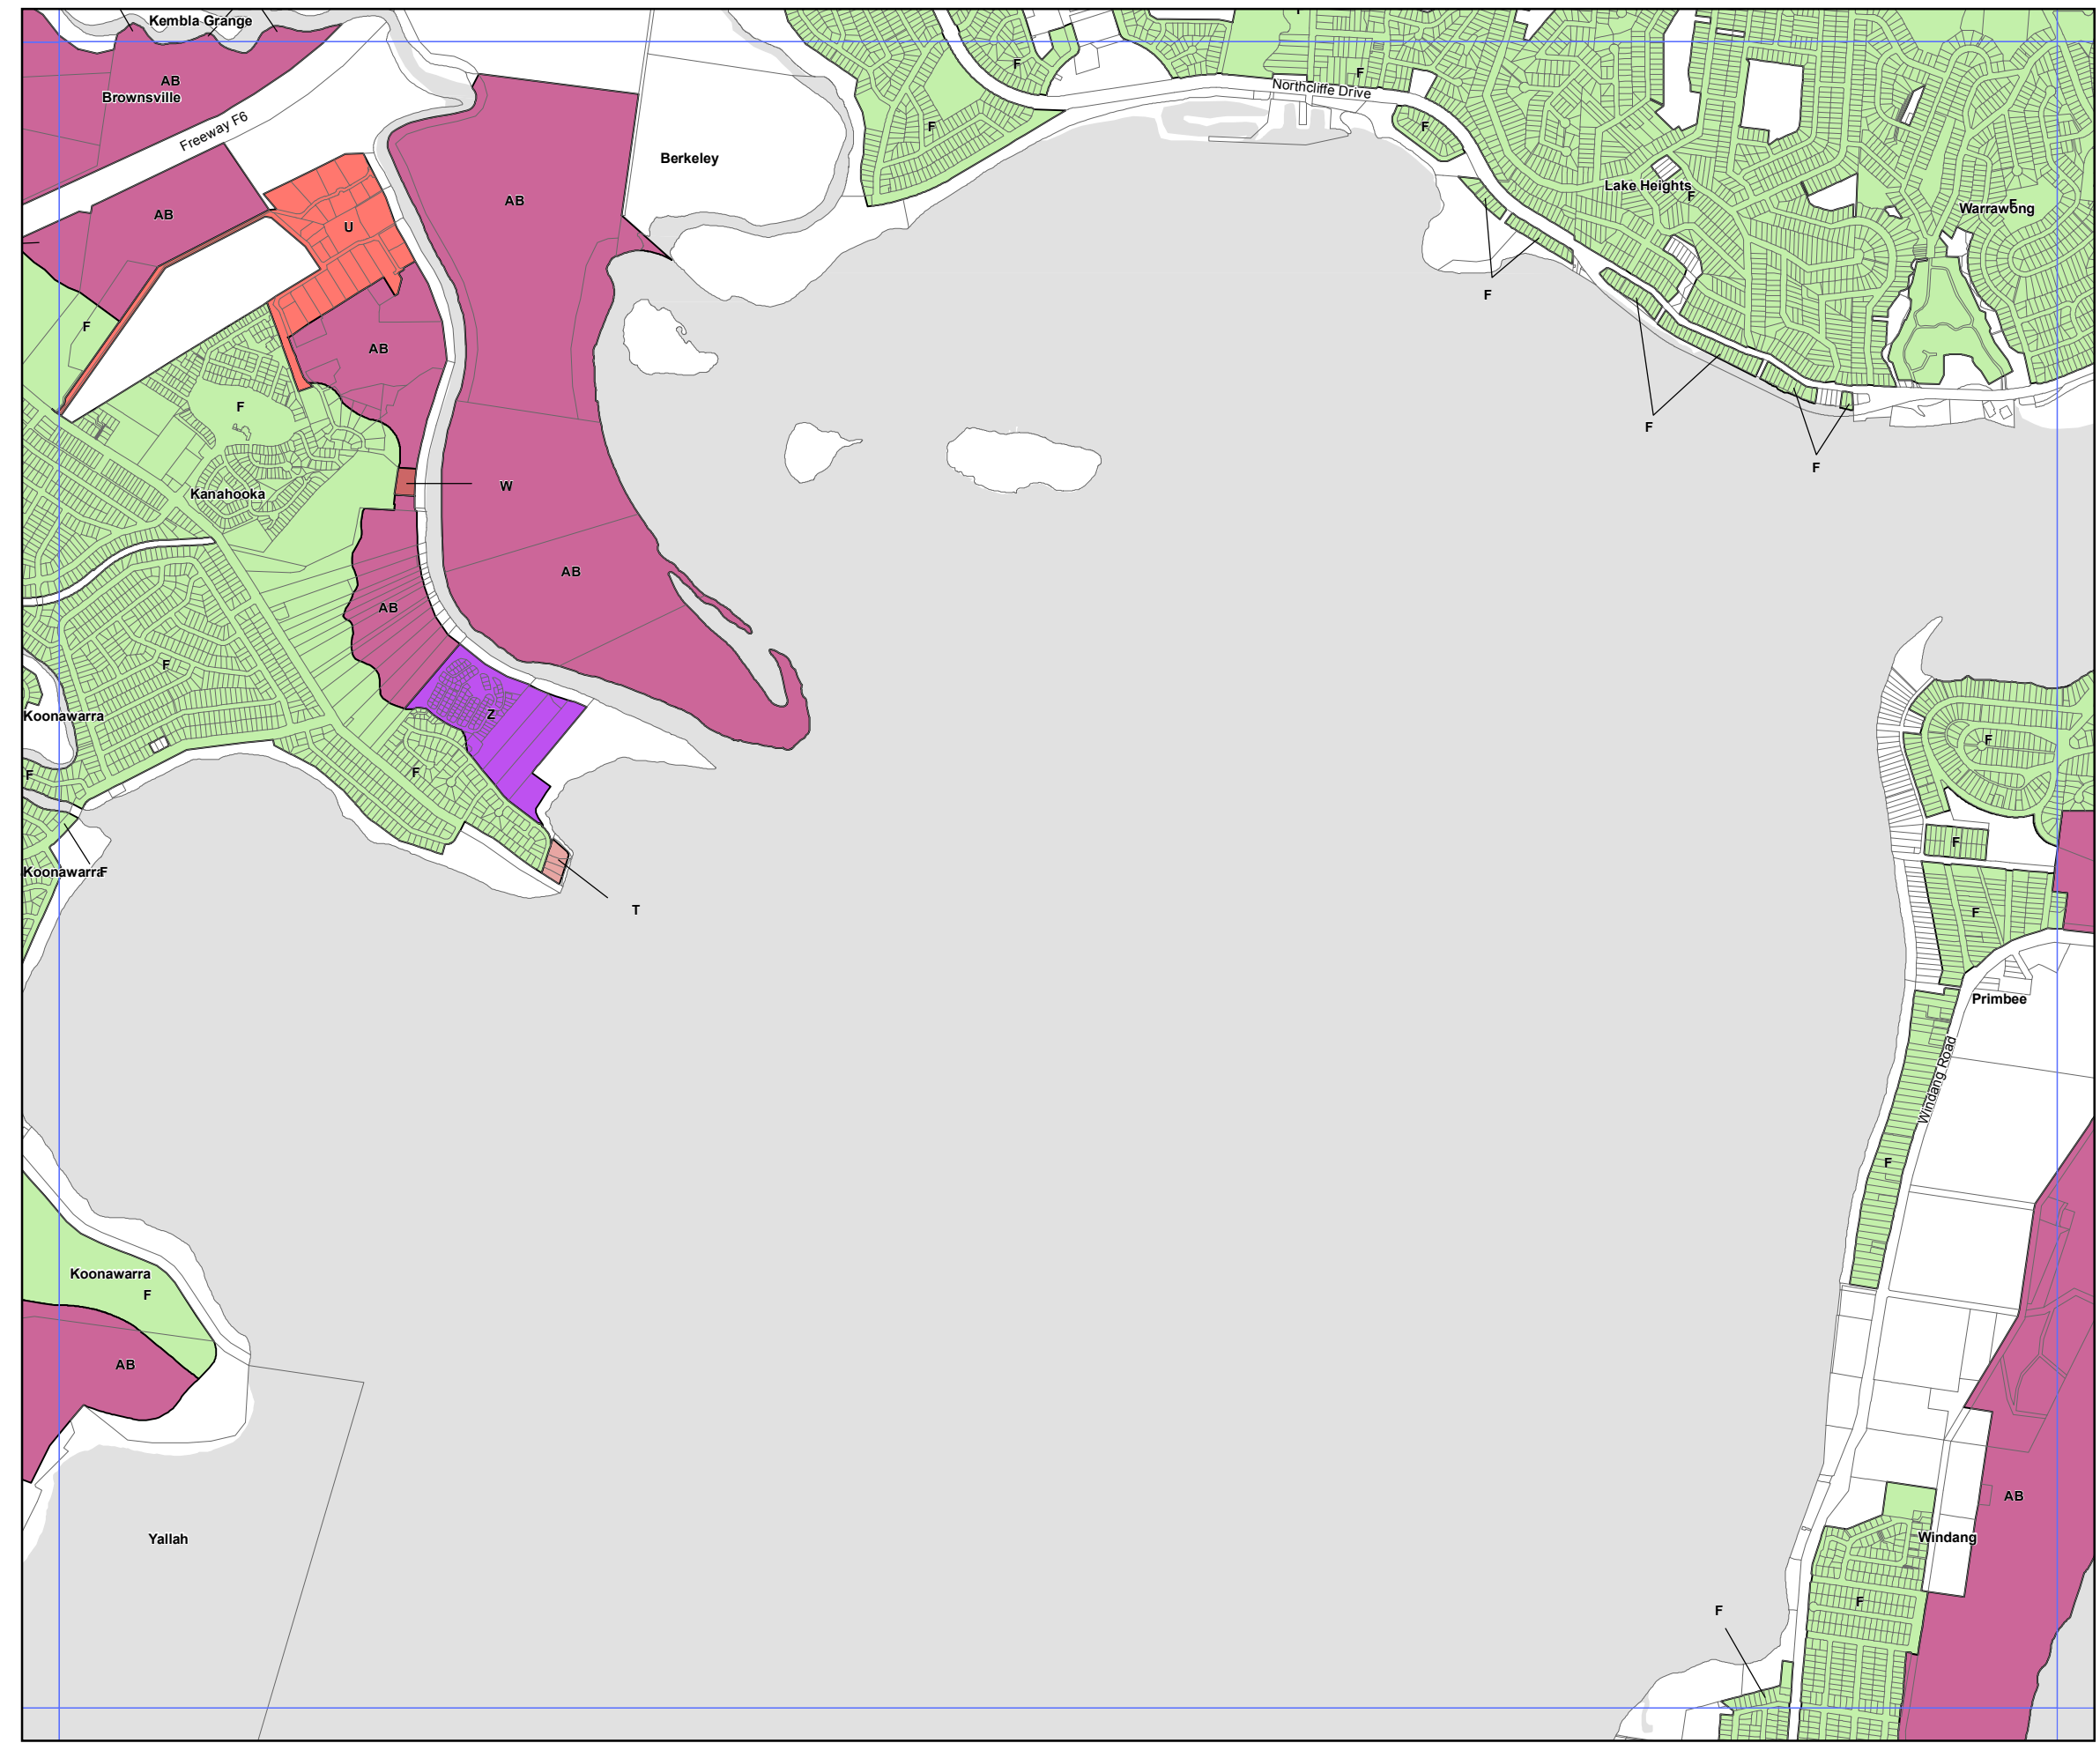 Kembla Grange
F
F
AB
Brownsville
Northcliffe Drive
Freeway F6
F
F
Berkeley
Lake Heights
F
AB
F
Warrawong
AB
U
F
F
AB
F
F
Kanahooka
F
W
AB
AB
F
Koonawarra
Z
F
F
F
F
Koonawarra
F
T
F
Primbee
Windang Road
F
Koonawarra
F
AB
AB
Yallah
Windang
F
F